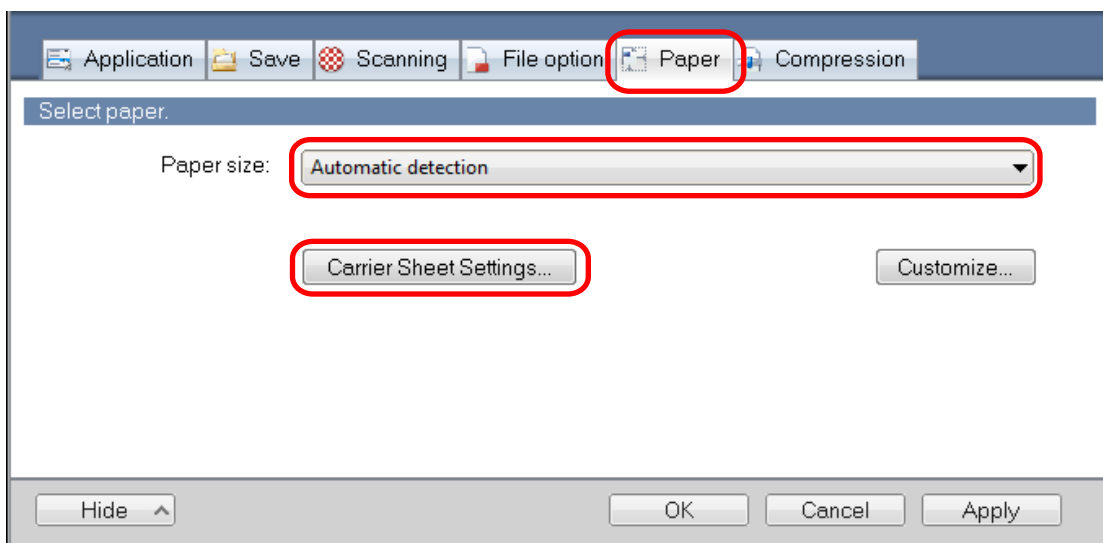 Application Save Scanning File option Paper Compression
Select paper.
Paper size: Automatic detection
Carrier Sheet Settings... Customize...
Hide OK Cancel Apply